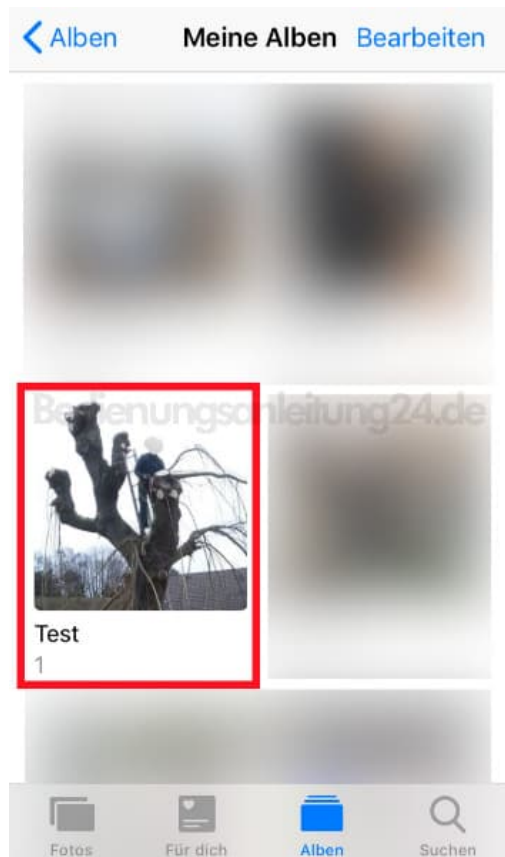 Alben Meine Alben Bearbeiten
Bedienungsanleitung24.de
Test
1
Fotos Für dich Alben Suchen